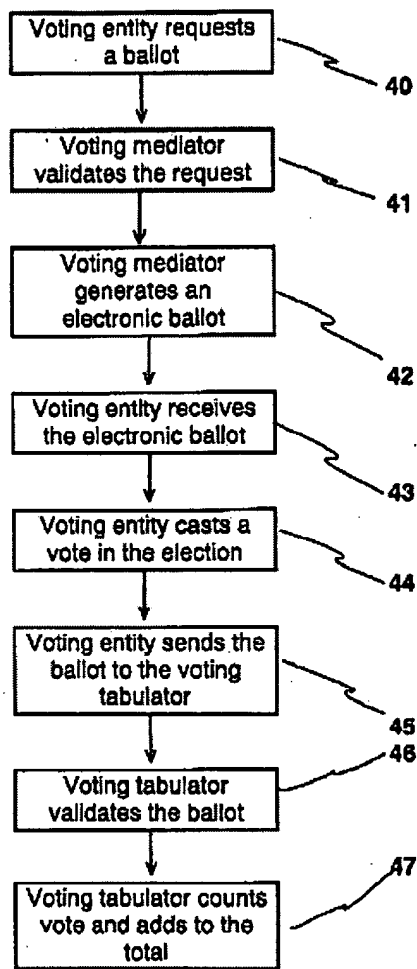 Voting entity requests
a ballot
40
Voting mediator
validates the request
41
Voting mediator
generates an
electronic ballot
42
Voting entity receives
the electronic ballot
43
Voting entity casts a
vote in the election
44
Voting entity sends the
ballot to the voting
tabulator
45
46
Voting tabulator
validates the ballot
47
Voting tabulator counts
vote and adds to the
total